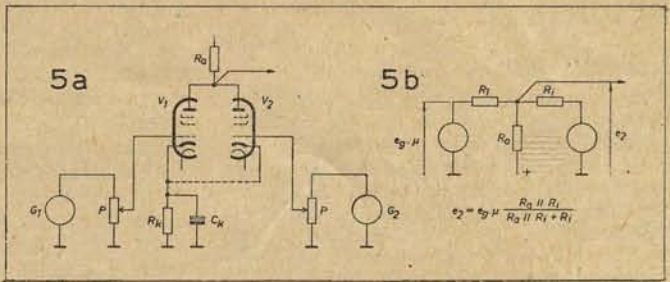 5a
Ra
V1
V2
G1
P
Rk
Ck
P
G2
5b
Ri
Ri
eg·μ
Ra
e2
+
e2 = eg μ Ra // Ri / Ra // Ri + Ri